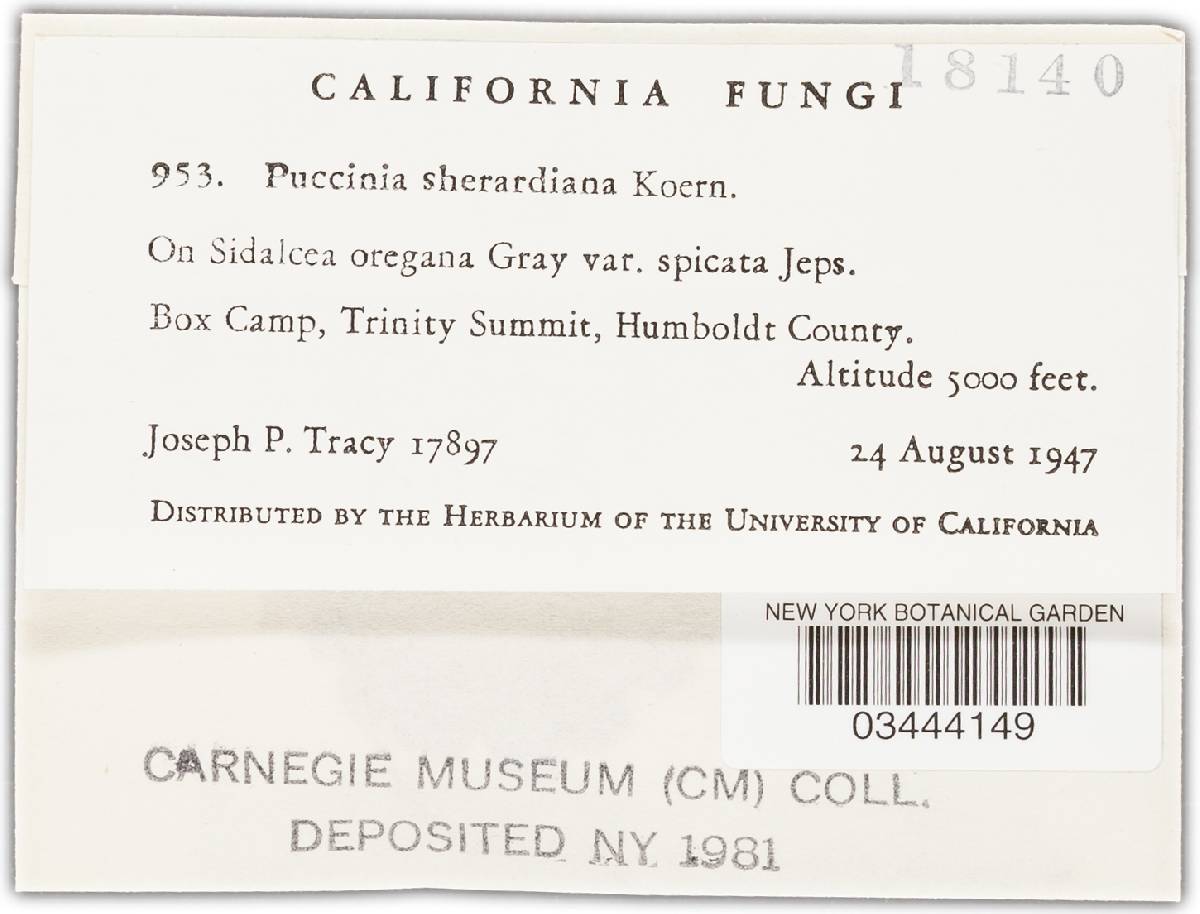 18140
CALIFORNIA FUNGI
953. Puccinia sherardiana Koern.
On Sidalcea oregana Gray var. spicata Jeps.
Box Camp, Trinity Summit, Humboldt County.
Altitude 5000 feet.
Joseph P. Tracy 17897 24 August 1947
DISTRIBUTED BY THE HERBARIUM OF THE UNIVERSITY OF CALIFORNIA
NEW YORK BOTANICAL GARDEN
03444149
CARNEGIE MUSEUM (CM) COLL.
DEPOSITED NY 1981